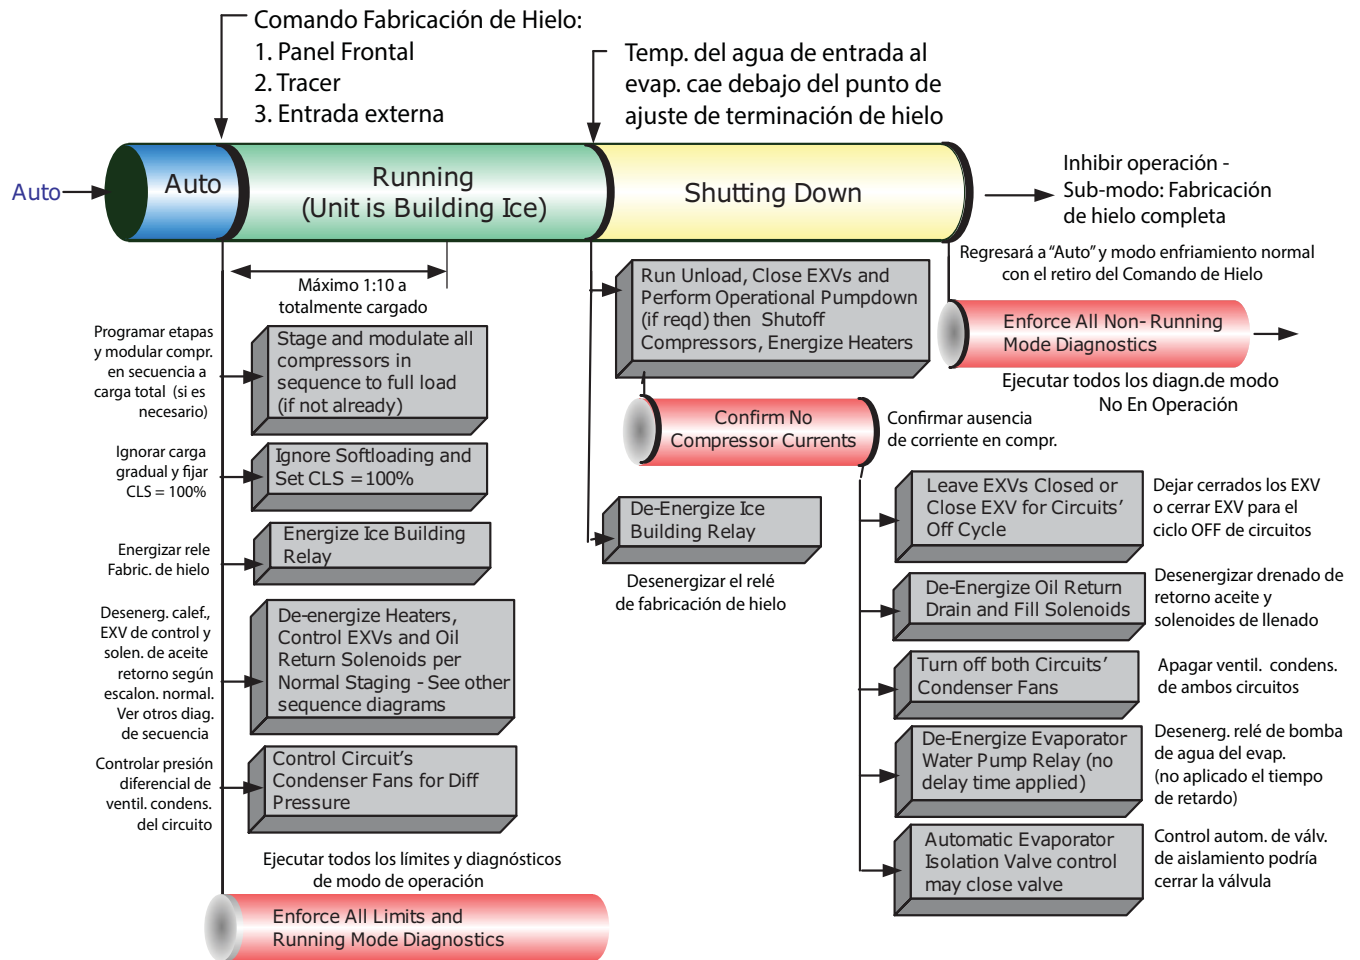 Comando Fabricación de Hielo:
1. Panel Frontal
2. Tracer
3. Entrada externa
Temp. del agua de entrada al
evap. cae debajo del punto de
ajuste de terminación de hielo
Auto
Auto
Running
(Unit is Building Ice)
Shutting Down
Inhibir operación -
Sub-modo: Fabricación
de hielo completa
Regresará a “Auto” y modo enfriamiento normal
con el retiro del Comando de Hielo
Máximo 1:10 a
totalmente cargado
Programar etapas
y modular compr.
en secuencia a
carga total (si es
necesario)
Stage and modulate all
compressors in
sequence to full load
(if not already)
Ignorar carga
gradual y fijar
CLS = 100%
Ignore Softloading and
Set CLS =100%
Energizar rele
Fabric. de hielo
Energize Ice Building
Relay
Desenerg. calef.,
EXV de control y
solen. de aceite
retorno según
escalon. normal.
Ver otros diag.
de secuencia
De-energize Heaters,
Control EXVs and Oil
Return Solenoids per
Normal Staging - See other
sequence diagrams
Controlar presión
diferencial de
ventil. condens.
del circuito
Control Circuit's
Condenser Fans for Diff
Pressure
Ejecutar todos los límites y diagnósticos
de modo de operación
Enforce All Limits and
Running Mode Diagnostics
Run Unload, Close EXVs and
Perform Operational Pumpdown
(if reqd) then Shutoff
Compressors, Energize Heaters
Confirm No
Compressor Currents
Confirmar ausencia
de corriente en compr.
De-Energize Ice
Building Relay
Desenergizar el relé
de fabricación de hielo
Enforce All Non- Running
Mode Diagnostics
Ejecutar todos los diagn.de modo
No En Operación
Leave EXVs Closed or
Close EXV for Circuits’
Off Cycle
Dejar cerrados los EXV
o cerrar EXV para el
ciclo OFF de circuitos
De-Energize Oil Return
Drain and Fill Solenoids
Desenergizar drenado de
retorno aceite y
solenoides de llenado
Turn off both Circuits’
Condenser Fans
Apagar ventil. condens.
de ambos circuitos
De-Energize Evaporator
Water Pump Relay (no
delay time applied)
Desenerg. relé de bomba
de agua del evap.
(no aplicado el tiempo
de retardo)
Automatic Evaporator
Isolation Valve control
may close valve
Control autom. de válv.
de aislamiento podría
cerrar la válvula